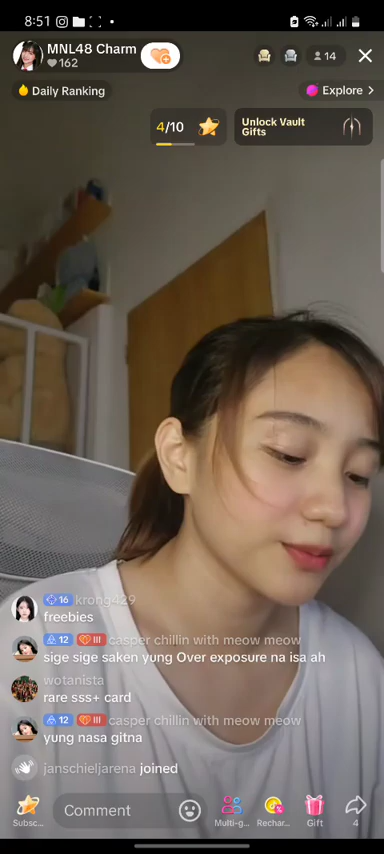 8:51
MNL48 Charm
162
14
Daily Ranking
Explore >
4/10
Unlock Vault
Gifts
16 krong429
freebies
12 III casper chillin with meow meow
sige sige saken yung Over exposure na isa ah
wotanista
rare sss+ card
12 III casper chillin with meow meow
yung nasa gitna
janschieljarena joined
Subsc...
Comment
Multi-g...
Rechar...
Gift
4